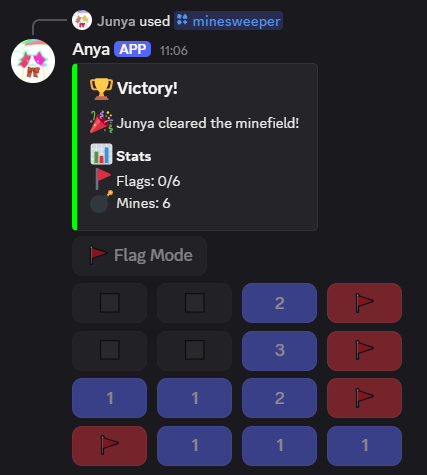 Junya used minesweeper
Anya APP 11:06
Victory!
Junya cleared the minefield!
Stats
Flags: 0/6
Mines: 6
Flag Mode
2
3
1 1 2
1 1 1